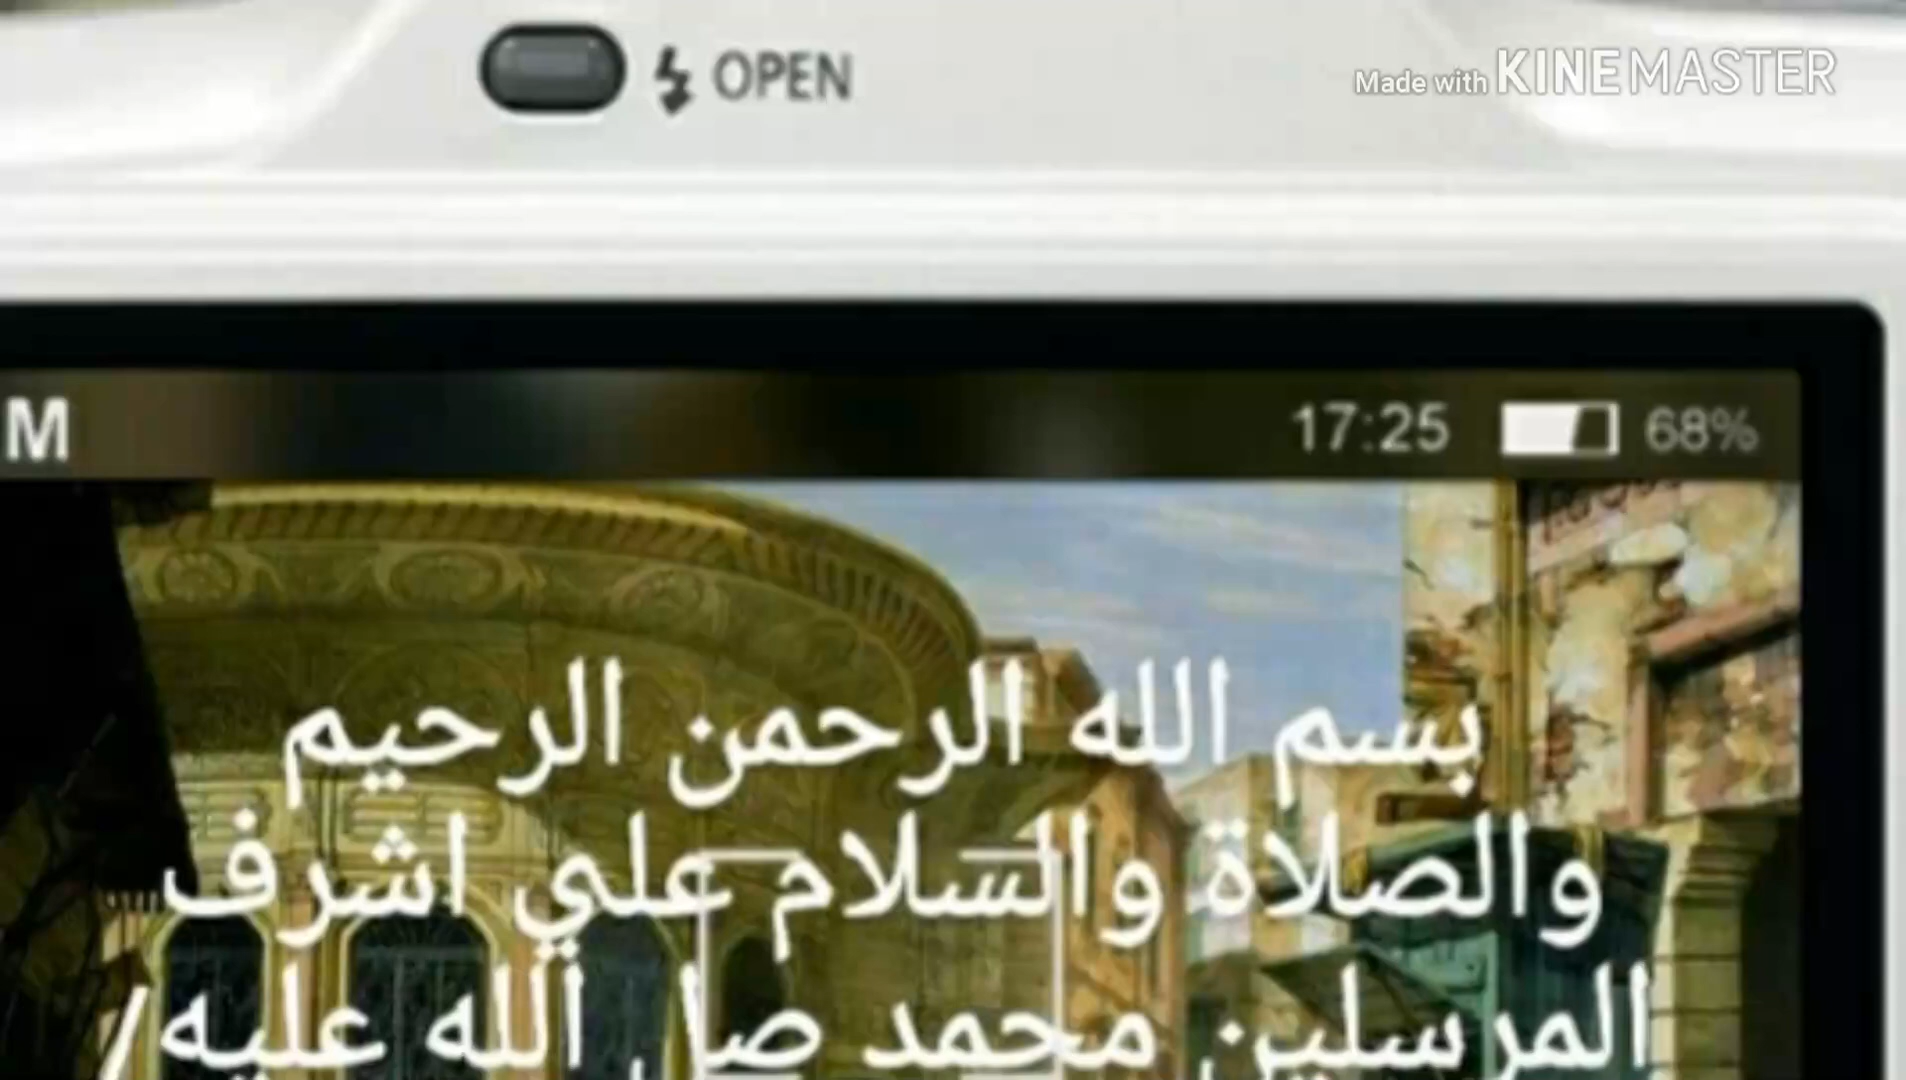 OPEN
Made with KINEMASTER
M
17:25 68%
بسم الله الرحمن الرحيم
والصلاة والسلام علي اشرف
المرسلين محمد صل الله عليه/